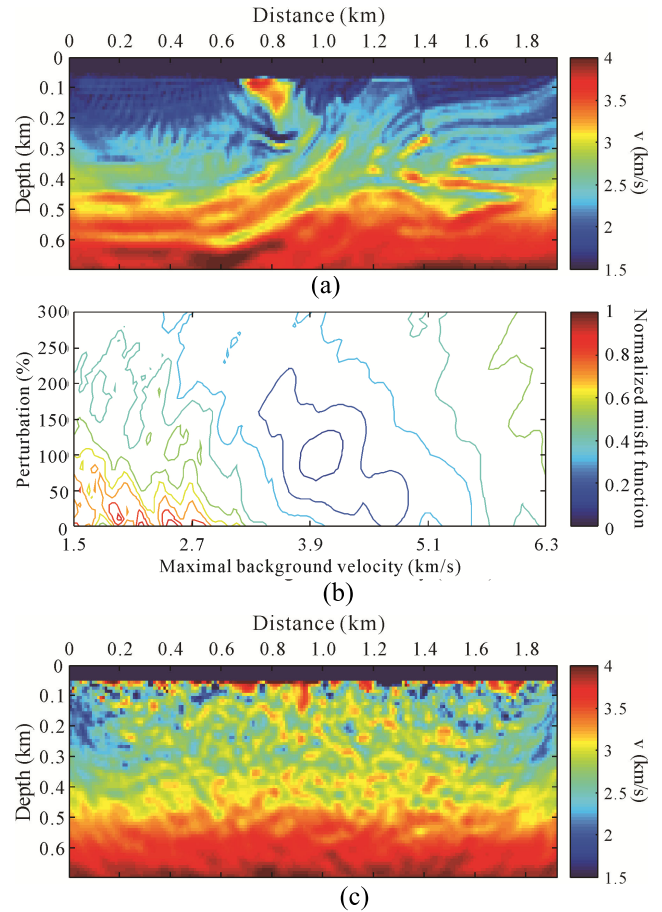 Distance (km)
0 0.2 0.4 0.6 0.8 1.0 1.2 1.4 1.6 1.8
0
0.1
0.2
0.3
0.4
0.5
0.6
Depth (km)
4
3.5
3
2.5
2
1.5
v (km/s)
(a)
300
250
200
150
100
50
0
Perturbation (%)
1.5 2.7 3.9 5.1 6.3
Maximal background velocity (km/s)
1
0.8
0.6
0.4
0.2
0
Normalized misfit function
(b)
Distance (km)
0 0.2 0.4 0.6 0.8 1.0 1.2 1.4 1.6 1.8
0
0.1
0.2
0.3
0.4
0.5
0.6
Depth (km)
4
3.5
3
2.5
2
1.5
v (km/s)
(c)